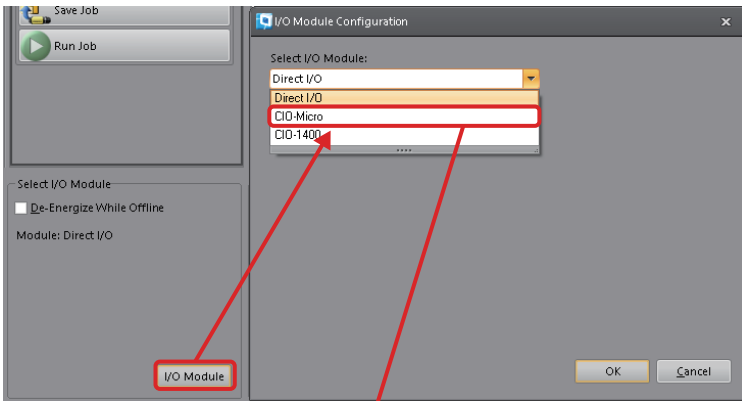 Save Job
Run Job
Select I/O Module
De-Energize While Offline
Module: Direct I/O
I/O Module
I/O Module Configuration
Select I/O Module:
Direct I/O
Direct I/O
CIO-Micro
CIO-1400
OK
Cancel